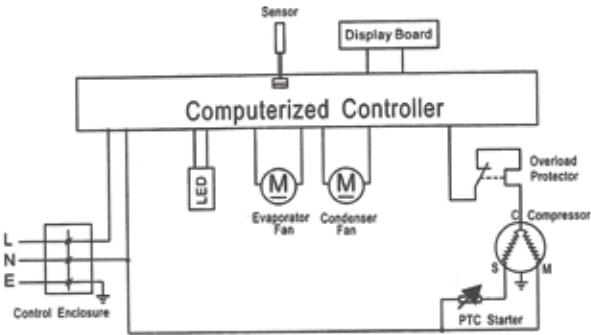 Sensor
Display Board
Computerized Controller
LED
M
M
Evaporator
Fan
Condenser
Fan
Overload
Protector
C Compressor
S
M
L
N
E
Control Enclosure
PTC Starter